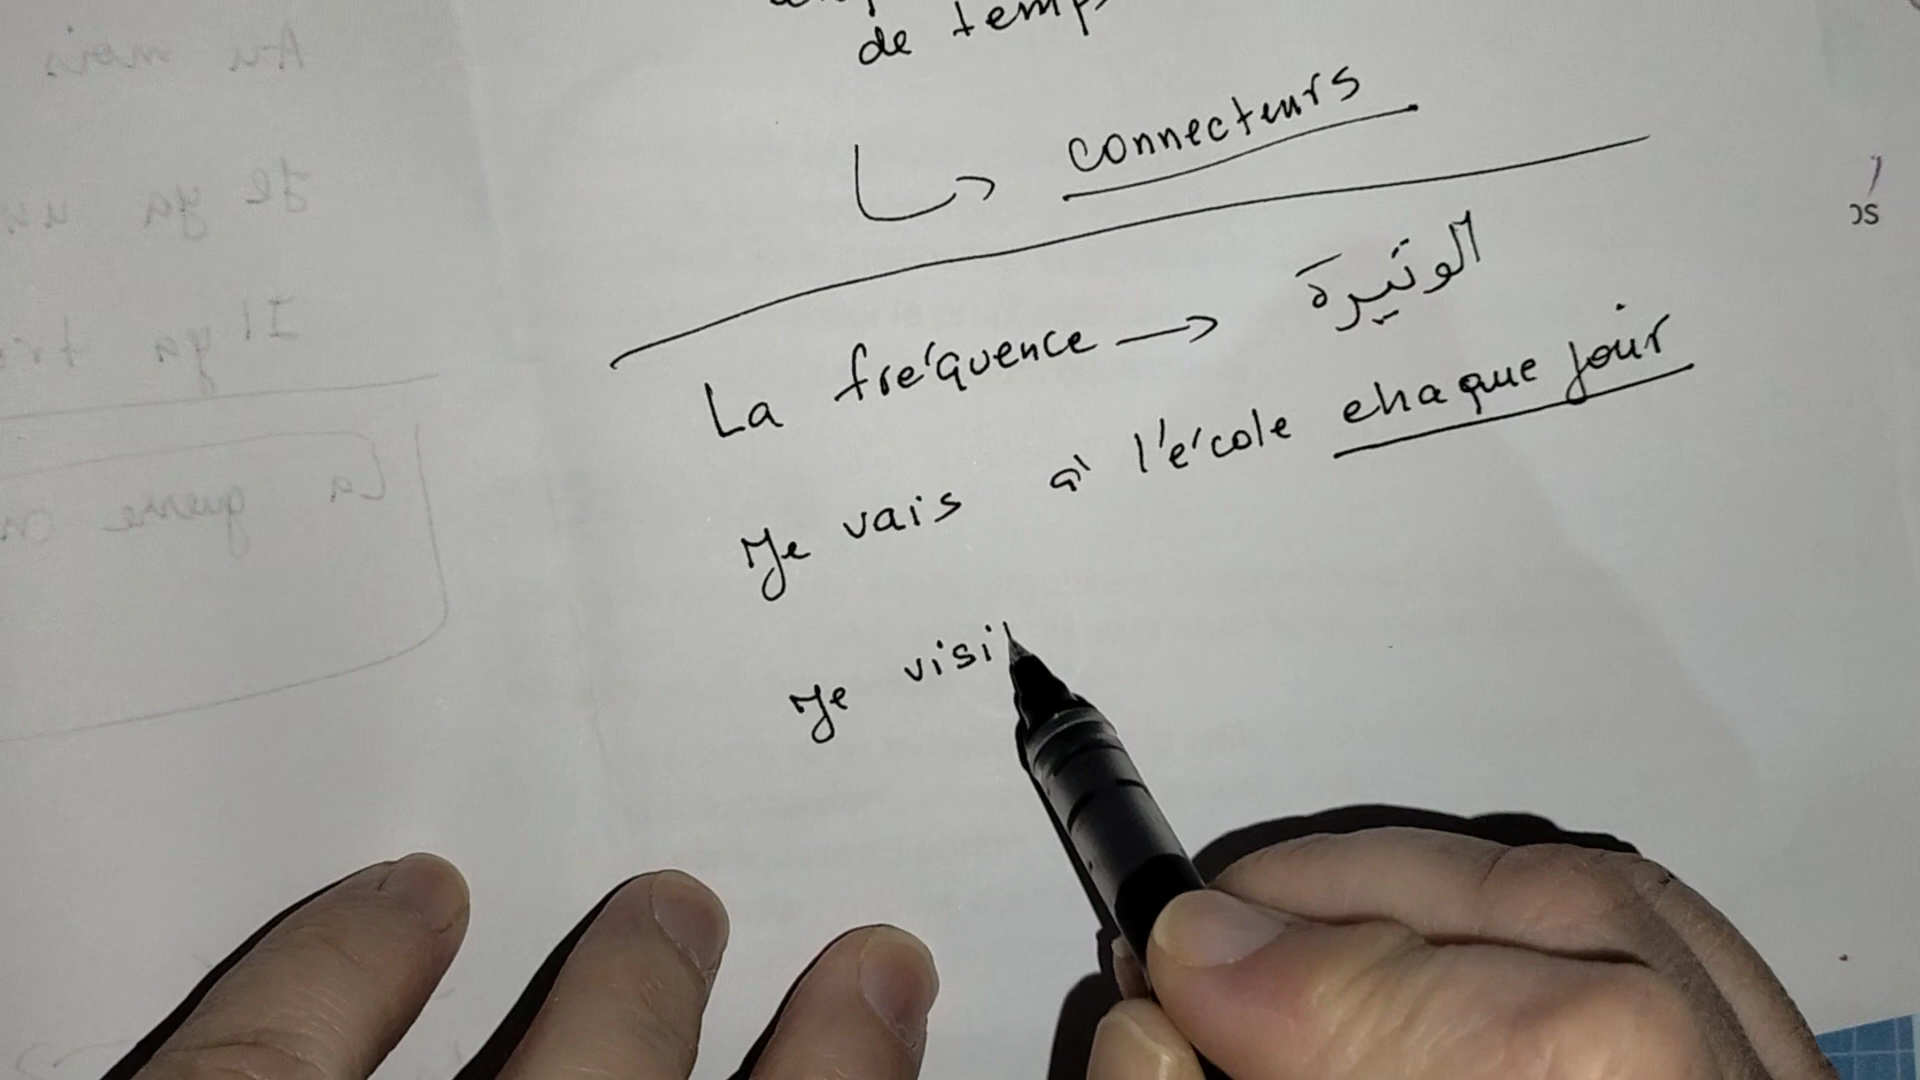 de temps
connecteurs
La fréquence → الوتيرة
Je vais à l'école chaque jour
Je visi